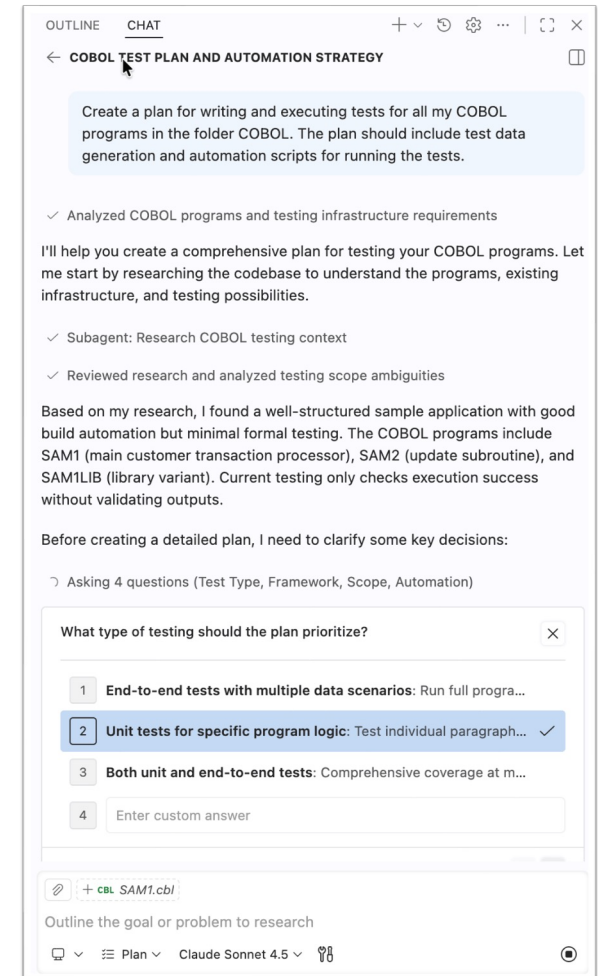 OUTLINE CHAT
COBOL TEST PLAN AND AUTOMATION STRATEGY
Create a plan for writing and executing tests for all my COBOL
programs in the folder COBOL. The plan should include test data
generation and automation scripts for running the tests.
Analyzed COBOL programs and testing infrastructure requirements
I'll help you create a comprehensive plan for testing your COBOL programs. Let
me start by researching the codebase to understand the programs, existing
infrastructure, and testing possibilities.
Subagent: Research COBOL testing context
Reviewed research and analyzed testing scope ambiguities
Based on my research, I found a well-structured sample application with good
build automation but minimal formal testing. The COBOL programs include
SAM1 (main customer transaction processor), SAM2 (update subroutine), and
SAM1LIB (library variant). Current testing only checks execution success
without validating outputs.
Before creating a detailed plan, I need to clarify some key decisions:
Asking 4 questions (Test Type, Framework, Scope, Automation)
What type of testing should the plan prioritize?
1 End-to-end tests with multiple data scenarios: Run full progra...
2 Unit tests for specific program logic: Test individual paragraph...
3 Both unit and end-to-end tests: Comprehensive coverage at m...
4 Enter custom answer
+ CBL SAM1.cbl
Outline the goal or problem to research
Plan Claude Sonnet 4.5